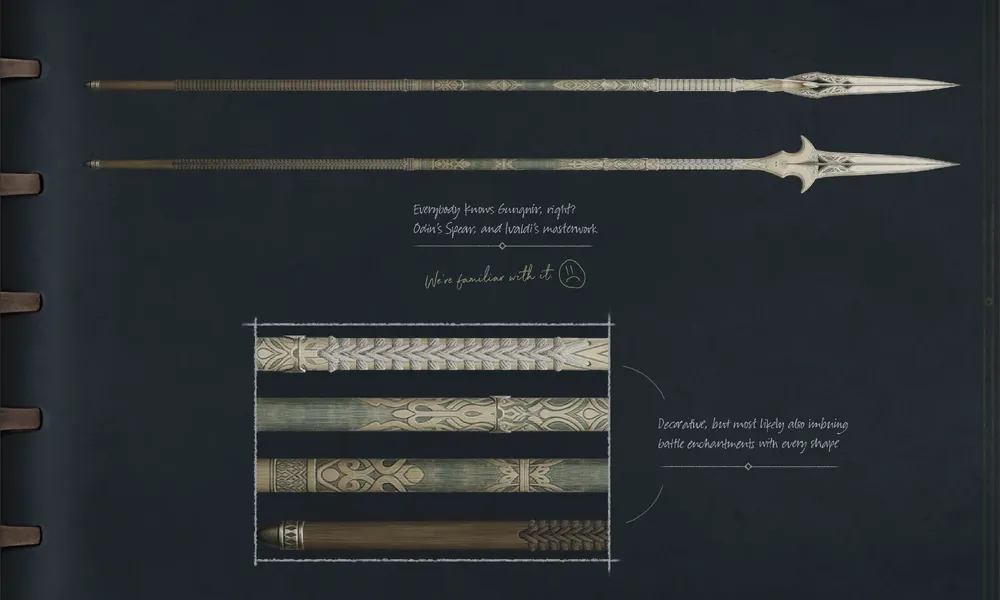 Everybody knows Gungnir, right?
Odin's Spear, and Ivaldi's masterwork
We're familiar with it
Decorative, but most likely also imbuing
battle enchantments with every shape